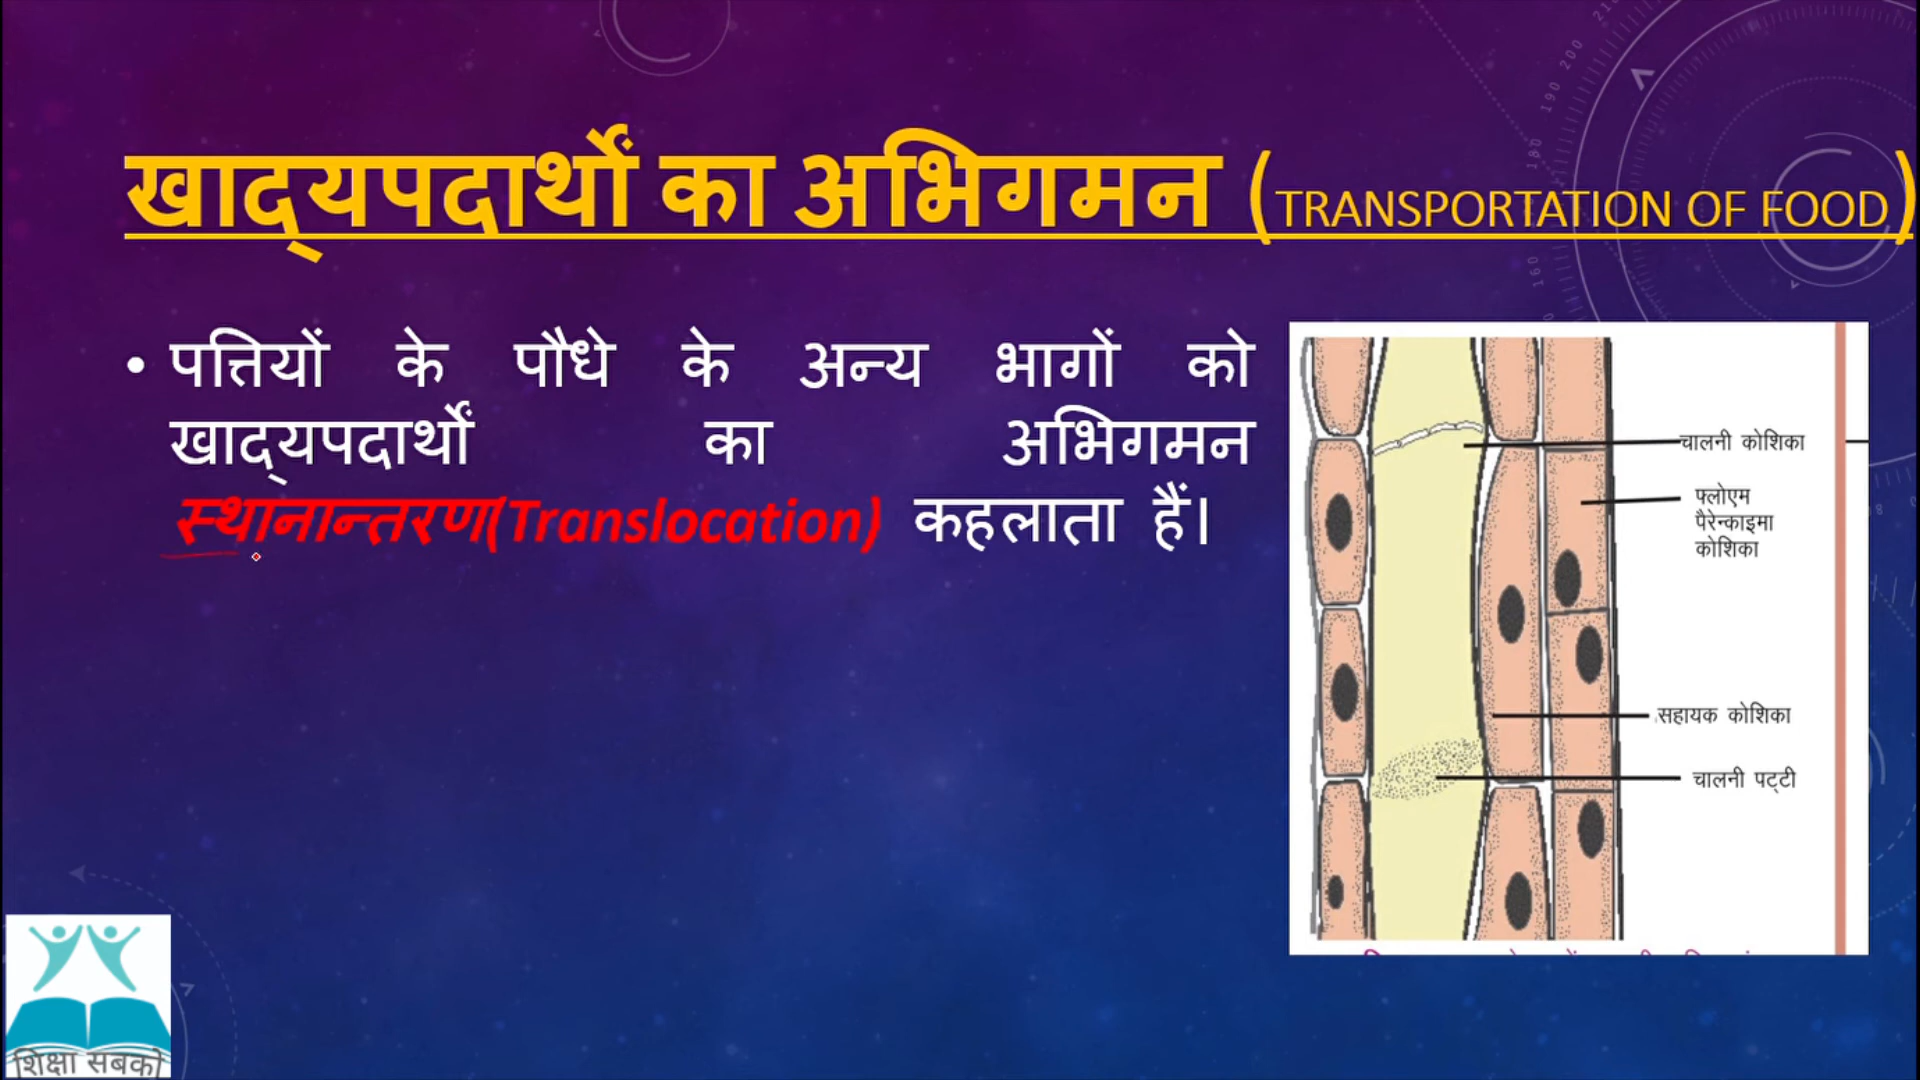 खाद्यपदार्थों का अभिगमन (TRANSPORTATION OF FOOD)
• पत्तियों के पौधे के अन्य भागों को
खाद्यपदार्थों का अभिगमन
स्थानान्तरण(Translocation) कहलाता हैं।
चालनी कोशिका
फ्लोएम
पैरेन्काइमा
कोशिका
सहायक कोशिका
चालनी पट्टी
शिक्षा सबको